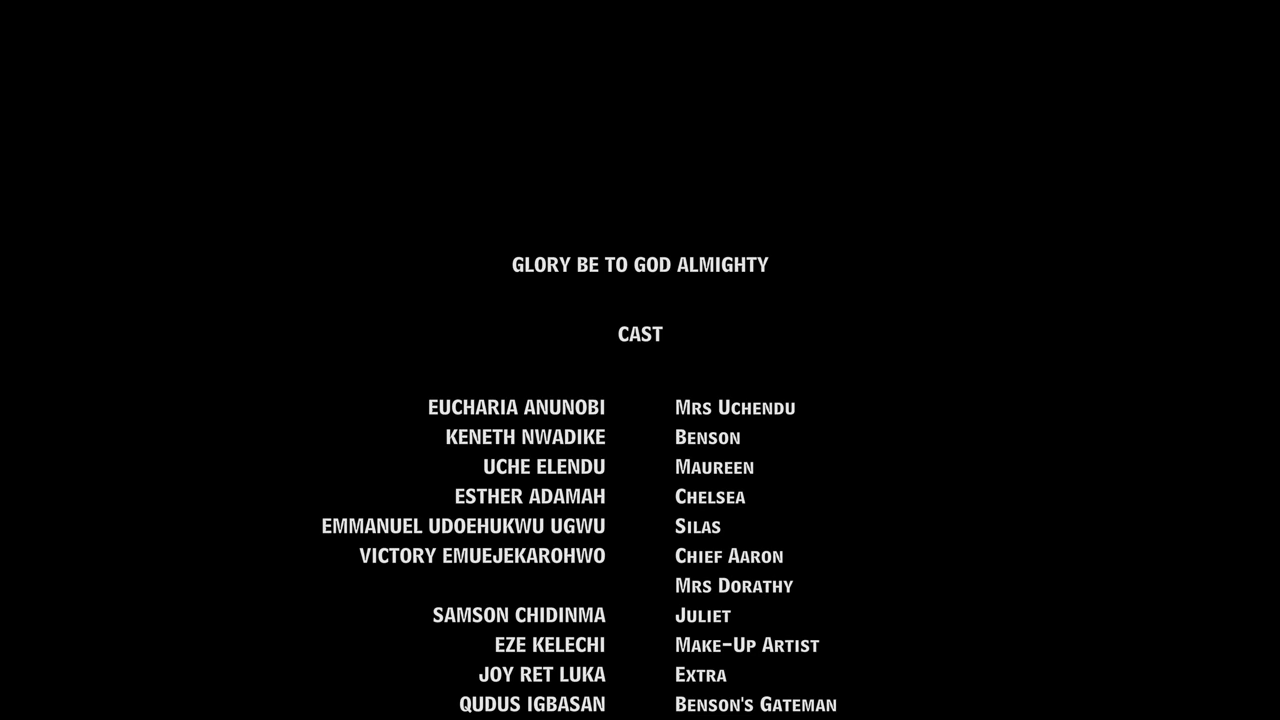 GLORY BE TO GOD ALMIGHTY
CAST
EUCHARIA ANUNOBI Mrs Uchendu
KENETH NWADIKE Benson
UCHE ELENDU Maureen
ESTHER ADAMAH Chelsea
EMMANUEL UDOEHUKWU UGWU Silas
VICTORY EMUEJEKAROHWO Chief Aaron
Mrs Dorathy
SAMSON CHIDINMA Juliet
EZE KELECHI Make-Up Artist
JOY RET LUKA Extra
QUDUS IGBASAN Benson's Gateman